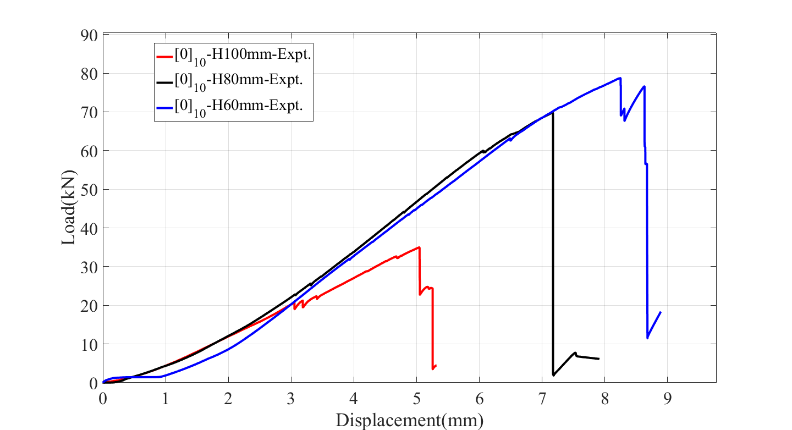 90
80
70
60
50
40
30
20
10
0
Load(kN)
[0]10-H100mm-Expt.
[0]10-H80mm-Expt.
[0]10-H60mm-Expt.
0 1 2 3 4 5 6 7 8 9
Displacement(mm)